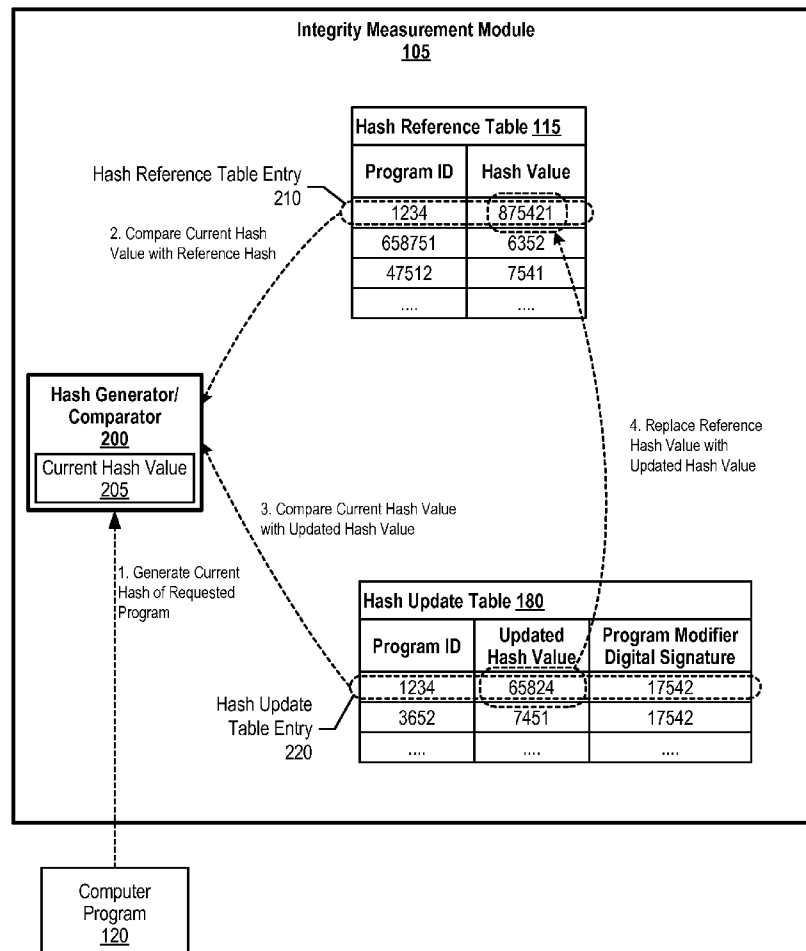 Integrity Measurement Module
105
Hash Reference Table 115
Program ID Hash Value
1234 875421
658751 6352
47512 7541
.... ....
Hash Reference Table Entry
210
2. Compare Current Hash
Value with Reference Hash
Hash Generator/
Comparator
200
Current Hash Value
205
4. Replace Reference
Hash Value with
Updated Hash Value
3. Compare Current Hash Value
with Updated Hash Value
1. Generate Current
Hash of Requested
Program
Hash Update Table 180
Program ID Updated Hash Value Program Modifier Digital Signature
1234 65824 17542
3652 7451 17542
.... .... ....
Hash Update
Table Entry
220
Computer
Program
120